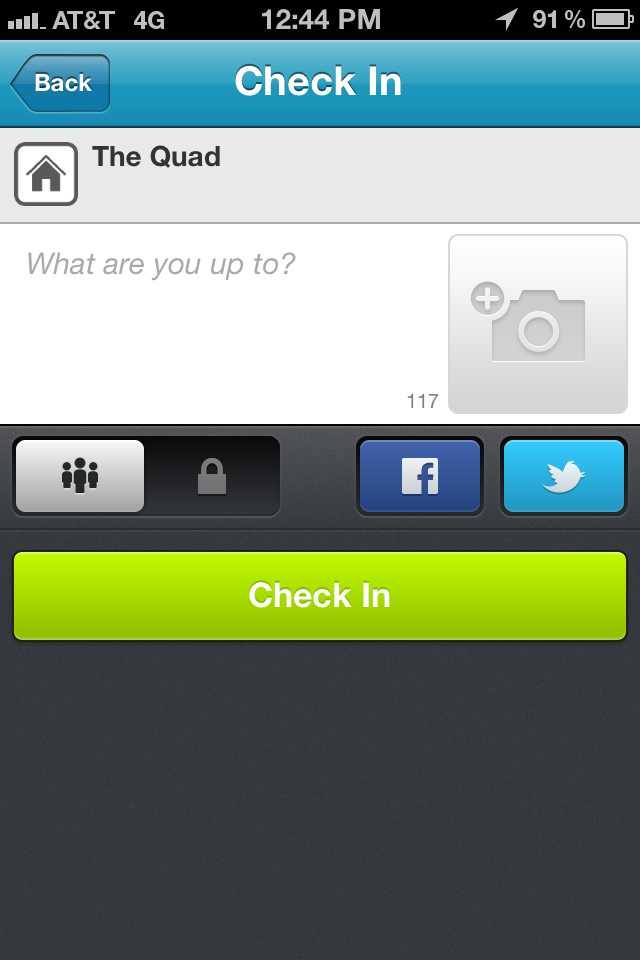 AT&T 4G 12:44 PM 91 %
Back Check In
The Quad
What are you up to?
117
Check In